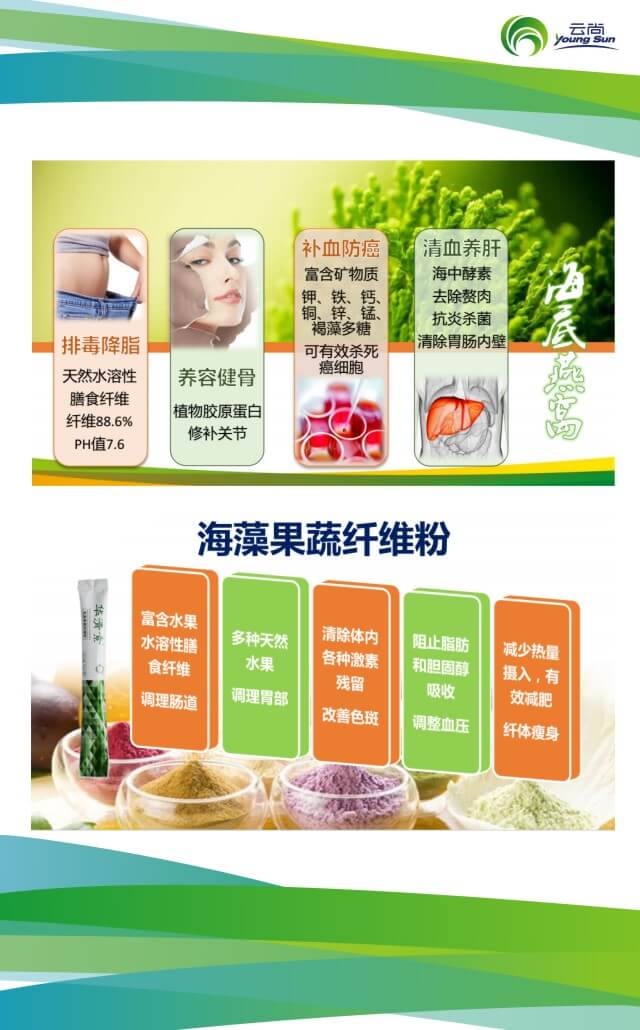 云尚
Young Sun
排毒降脂
天然水溶性
膳食纤维
纤维88.6%
PH值7.6
养容健骨
植物胶原蛋白
修补关节
补血防癌
富含矿物质
钾、铁、钙、
铜、锌、锰、
褐藻多糖
可有效杀死
癌细胞
清血养肝
海中酵素
去除赘肉
抗炎杀菌
清除胃肠内壁
海底燕窝
海藻果蔬纤维粉
华清素
富含水果
水溶性膳
食纤维
调理肠道
多种天然
水果
调理胃部
清除体内
各种激素
残留
改善色斑
阻止脂肪
和胆固醇
吸收
调整血压
减少热量
摄入，有
效减肥
纤体瘦身